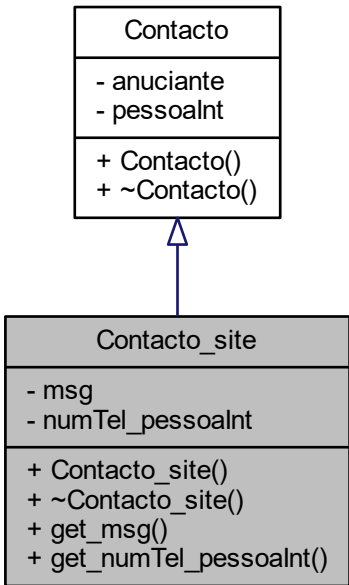 Contacto
- anuciante
- pessoaInt
+ Contacto()
+ ~Contacto()
Contacto_site
- msg
- numTel_pessoaInt
+ Contacto_site()
+ ~Contacto_site()
+ get_msg()
+ get_numTel_pessoaInt()